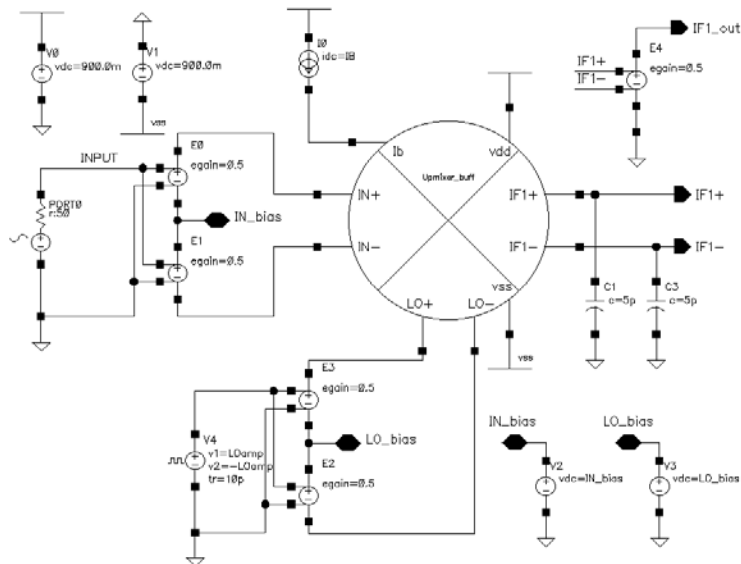 V0
vdc=900.0m
V1
vdc=900.0m
vss
I0
idc=IB
IF1_out
E4
IF1+
IF1-
egain=0.5
INPUT
E0
egain=0.5
PORT0
r:50
IN_bias
E1
egain=0.5
Ib
vdd
Upmixer_buff
IN+
IN-
IF1+
IF1-
vss
LO+
LO-
IF1+
IF1-
C1
c=5p
C3
c=5p
vss
E3
egain=0.5
V4
v1=LOamp
v2=-LOamp
tr=10p
LO_bias
E2
egain=0.5
IN_bias
LO_bias
V2
vdc=IN_bias
V3
vdc=LO_bias